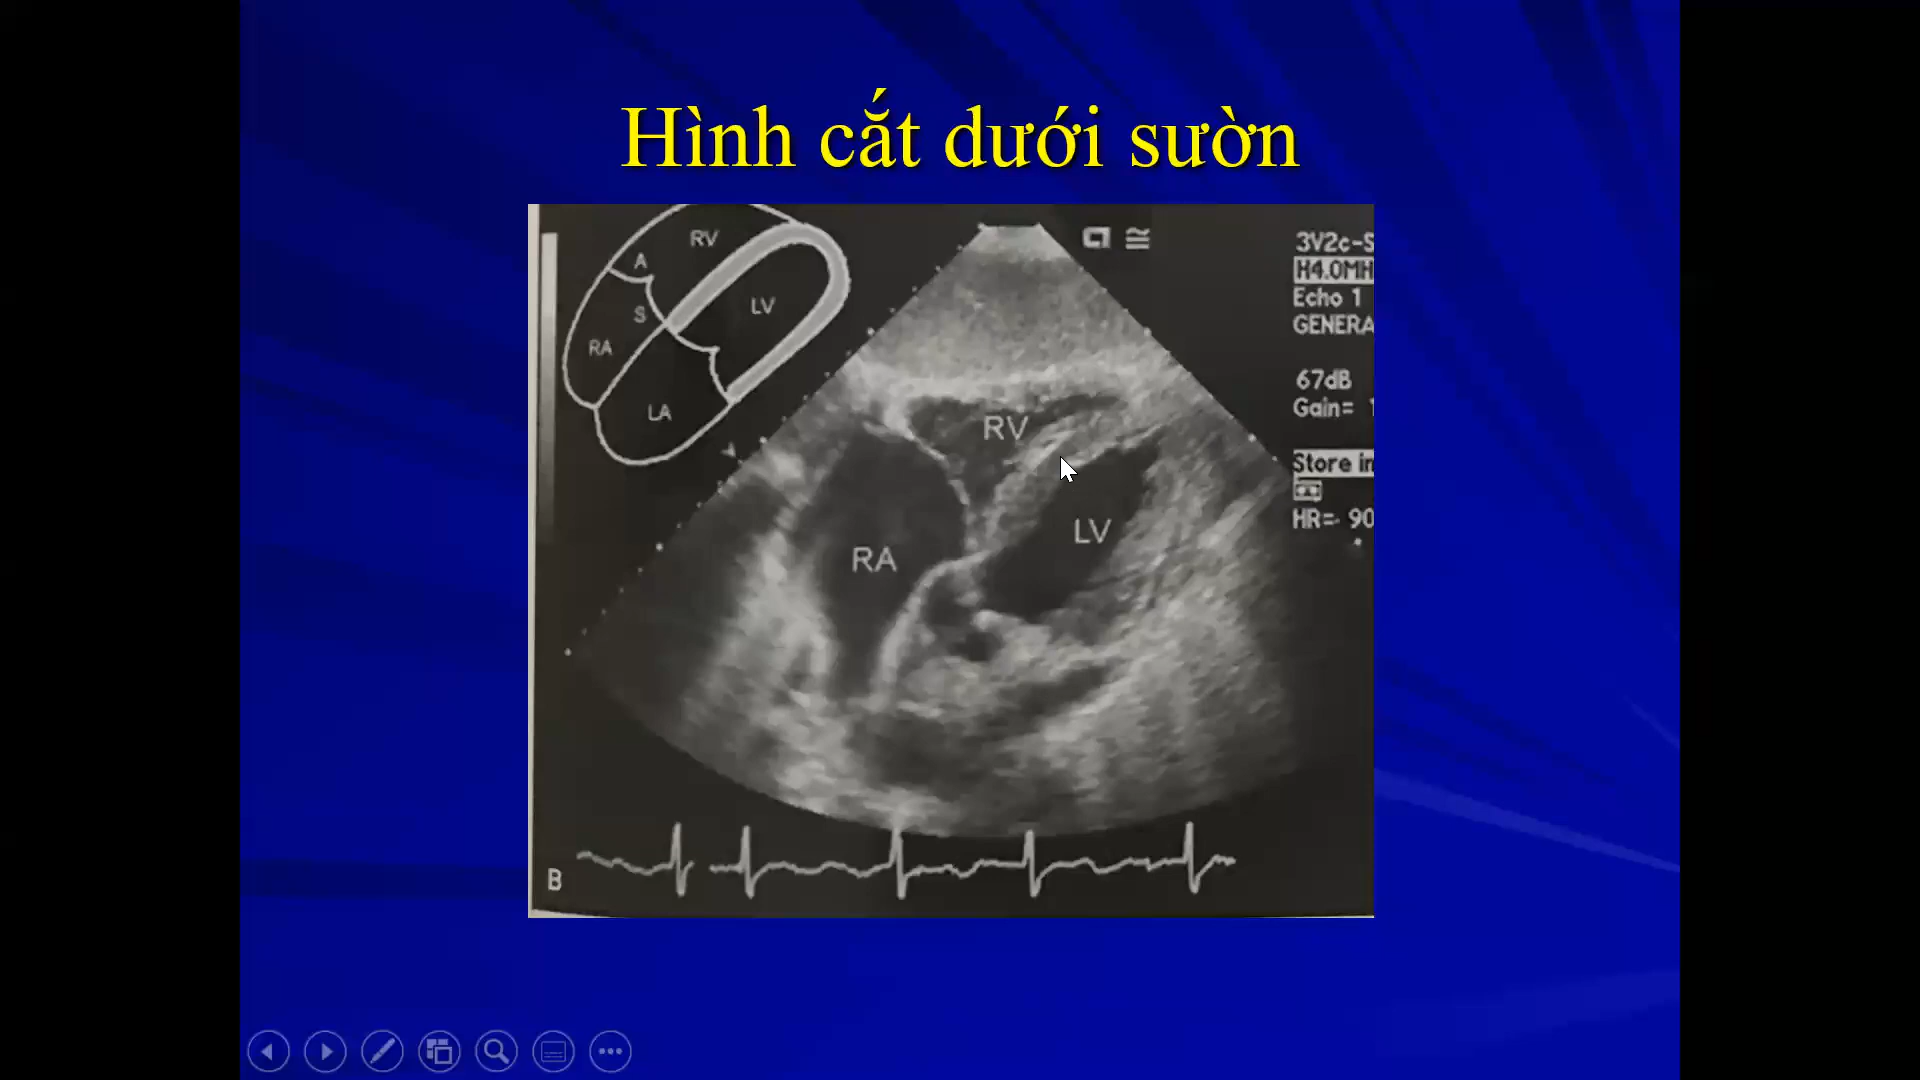 Hình cắt dưới sườn
RV
A
S
LV
RA
LA
3V2c-S
H4.0MH
Echo 1
GENERA
67dB
Gain= 1
Store in
HR= 90
RV
LV
RA
B